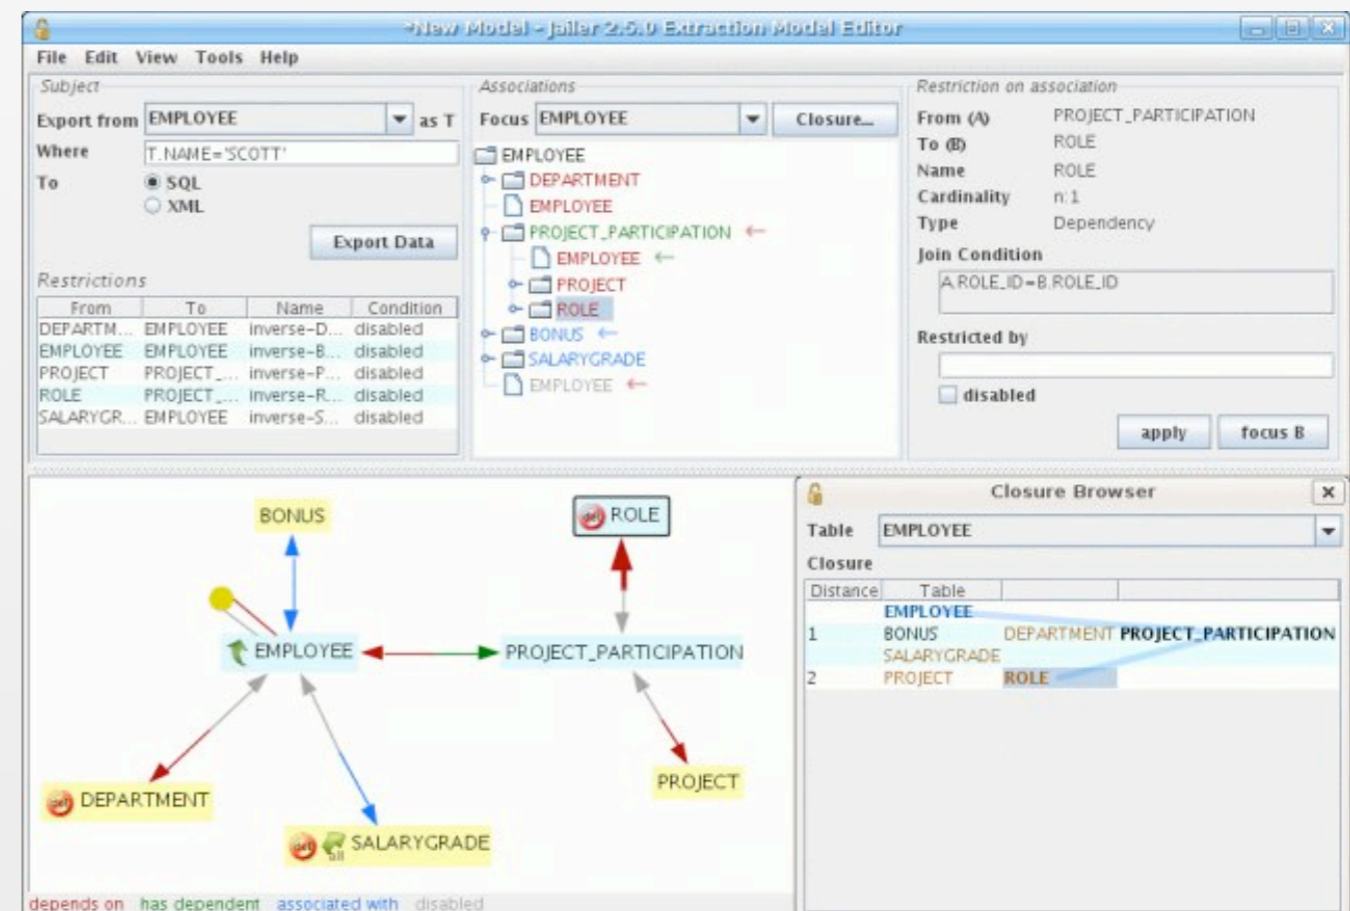 *New Model - Jailer 2.5.0 Extraction Model Editor
File Edit View Tools Help
Subject
Export from EMPLOYEE as T
Where T.NAME='SCOTT'
To SQL
XML
Export Data
Restrictions
From To Name Condition
DEPARTM... EMPLOYEE inverse-D... disabled
EMPLOYEE EMPLOYEE inverse-B... disabled
PROJECT PROJECT_... inverse-P... disabled
ROLE PROJECT_... inverse-R... disabled
SALARYGR... EMPLOYEE inverse-S... disabled
Associations
Focus EMPLOYEE Closure...
EMPLOYEE
DEPARTMENT
EMPLOYEE
PROJECT_PARTICIPATION
EMPLOYEE
PROJECT
ROLE
BONUS
SALARYGRADE
EMPLOYEE
Restriction on association
From (A) PROJECT_PARTICIPATION
To (B) ROLE
Name ROLE
Cardinality n:1
Type Dependency
Join Condition
A.ROLE_ID=B.ROLE_ID
Restricted by
disabled
apply focus B
BONUS
del ROLE
EMPLOYEE
PROJECT_PARTICIPATION
PROJECT
del DEPARTMENT
del all SALARYGRADE
depends on has dependent associated with disabled
Closure Browser
Table EMPLOYEE
Closure
Distance Table
EMPLOYEE
1 BONUS DEPARTMENT PROJECT_PARTICIPATION
SALARYGRADE
2 PROJECT ROLE